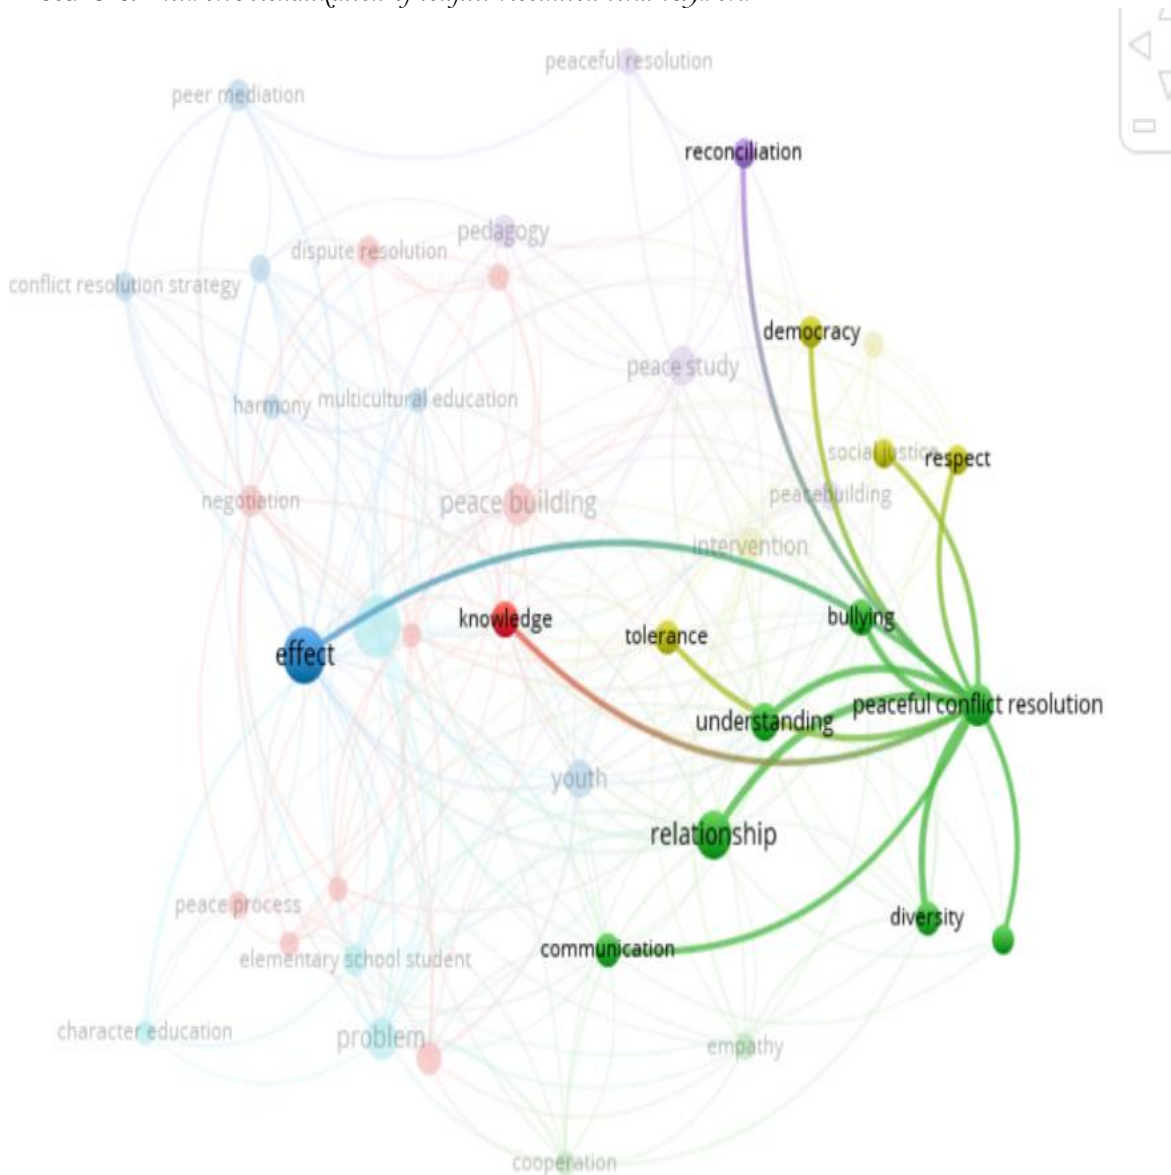 peaceful resolution
peer mediation
reconciliation
pedagogy
dispute resolution
conflict resolution strategy
democracy
peace study
multicultural education
harmony
social justice
respect
peacebuilding
negotiation
peace building
intervention
knowledge
bullying
tolerance
effect
peaceful conflict resolution
understanding
youth
relationship
peace process
diversity
communication
elementary school student
character education
problem
empathy
cooperation